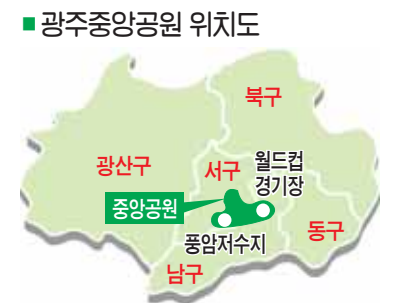 ■ 광주중앙공원 위치도
북구
광산구
서구
월드컵
경기장
중앙공원
풍암저수지
동구
남구